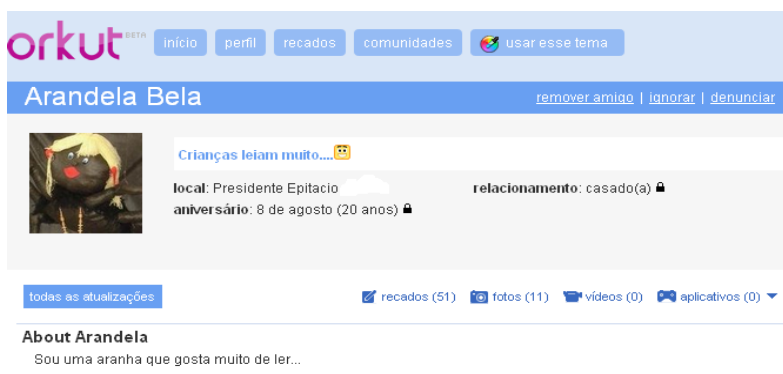 orkut BETA início perfil recados comunidades usar esse tema
Arandela Bela remover amigo | ignorar | denunciar
Crianças leiam muito....
local: Presidente Epitacio relacionamento: casado(a)
aniversário: 8 de agosto (20 anos)
todas as atualizações recados (51) fotos (11) vídeos (0) aplicativos (0)
About Arandela
Sou uma aranha que gosta muito de ler...